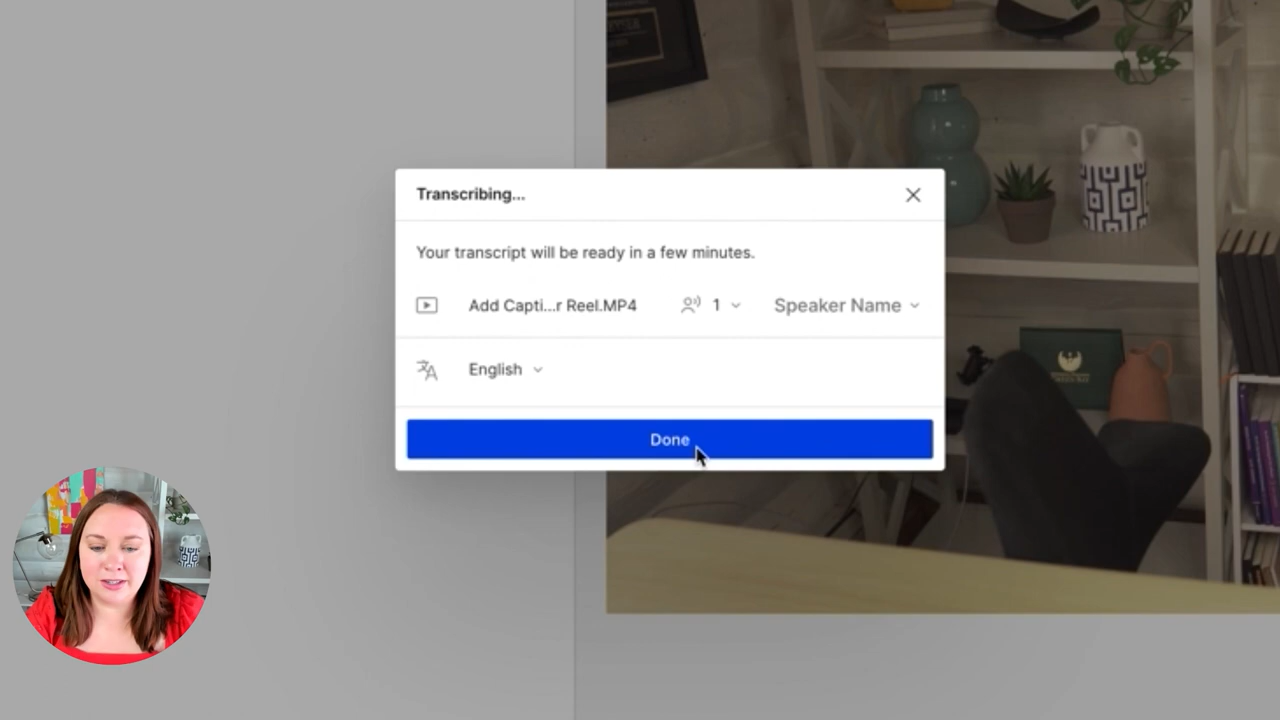 Transcribing...
Your transcript will be ready in a few minutes.
Add Capti...r Reel.MP4 1 Speaker Name
English
Done